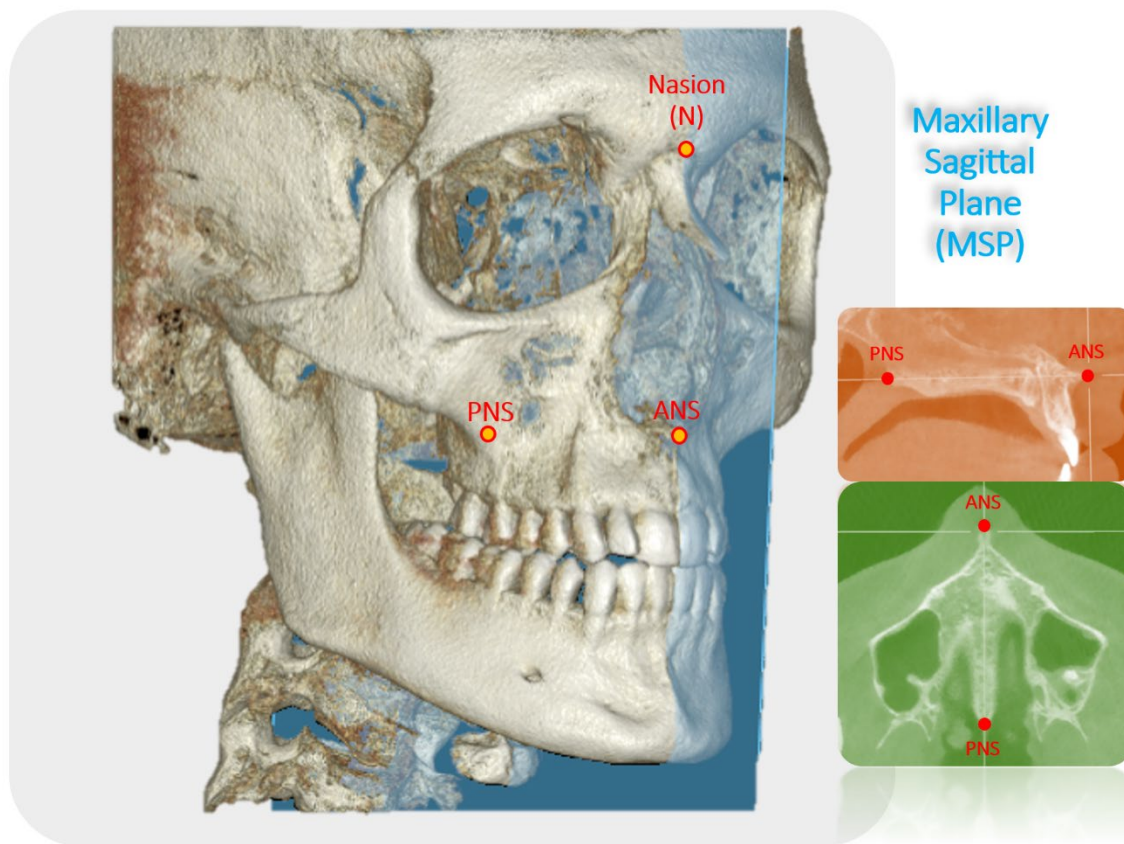 Nasion
(N)
Maxillary
Sagittal
Plane
(MSP)
PNS
ANS
PNS
ANS
ANS
PNS